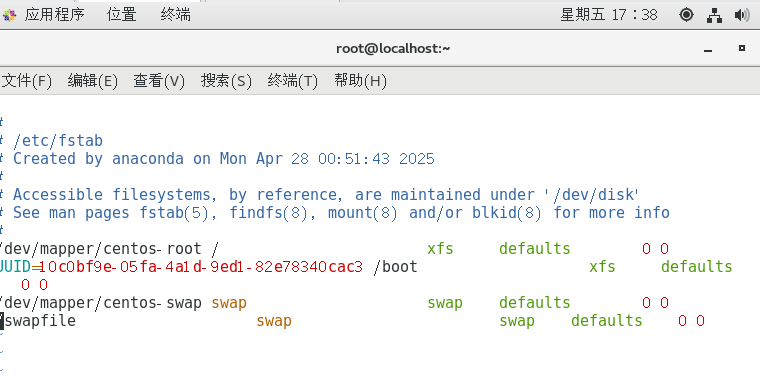 应用程序 位置 终端 星期五 17：38
root@localhost:~
文件(F) 编辑(E) 查看(V) 搜索(S) 终端(T) 帮助(H)
#
# /etc/fstab
# Created by anaconda on Mon Apr 28 00:51:43 2025
#
# Accessible filesystems, by reference, are maintained under '/dev/disk'
# See man pages fstab(5), findfs(8), mount(8) and/or blkid(8) for more info
#
/dev/mapper/centos-root / xfs defaults 0 0
UUID=10c0bf9e-05fa-4a1d-9ed1-82e78340cac3 /boot xfs defaults
0 0
/dev/mapper/centos-swap swap swap defaults 0 0
/swapfile swap swap defaults 0 0
~
~
~